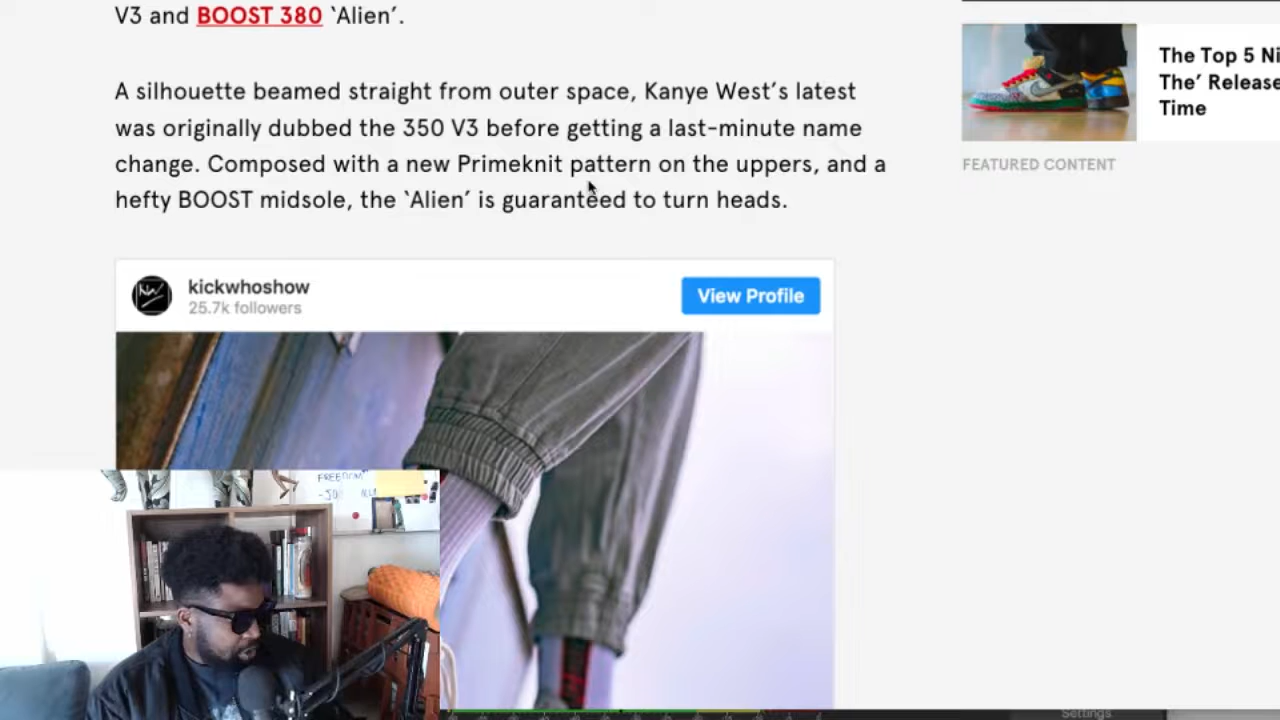 V3 and BOOST 380 ‘Alien’.
A silhouette beamed straight from outer space, Kanye West’s latest
was originally dubbed the 350 V3 before getting a last-minute name
change. Composed with a new Primeknit pattern on the uppers, and a
hefty BOOST midsole, the ‘Alien’ is guaranteed to turn heads.
The Top 5 Ni
The’ Release
Time
FEATURED CONTENT
kickwhoshow
25.7k followers
View Profile
FREEDOM"
Settings